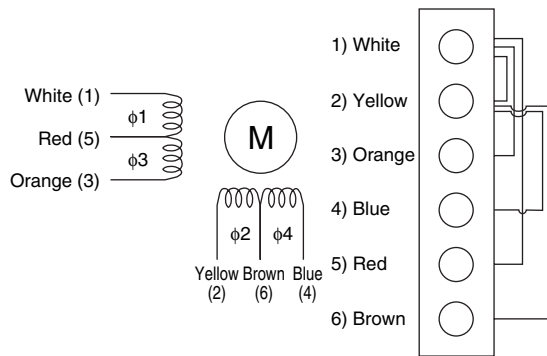 White (1)
ϕ1
Red (5)
ϕ3
Orange (3)
M
ϕ2
ϕ4
Yellow Brown Blue
(2) (6) (4)
1) White
2) Yellow
3) Orange
4) Blue
5) Red
6) Brown